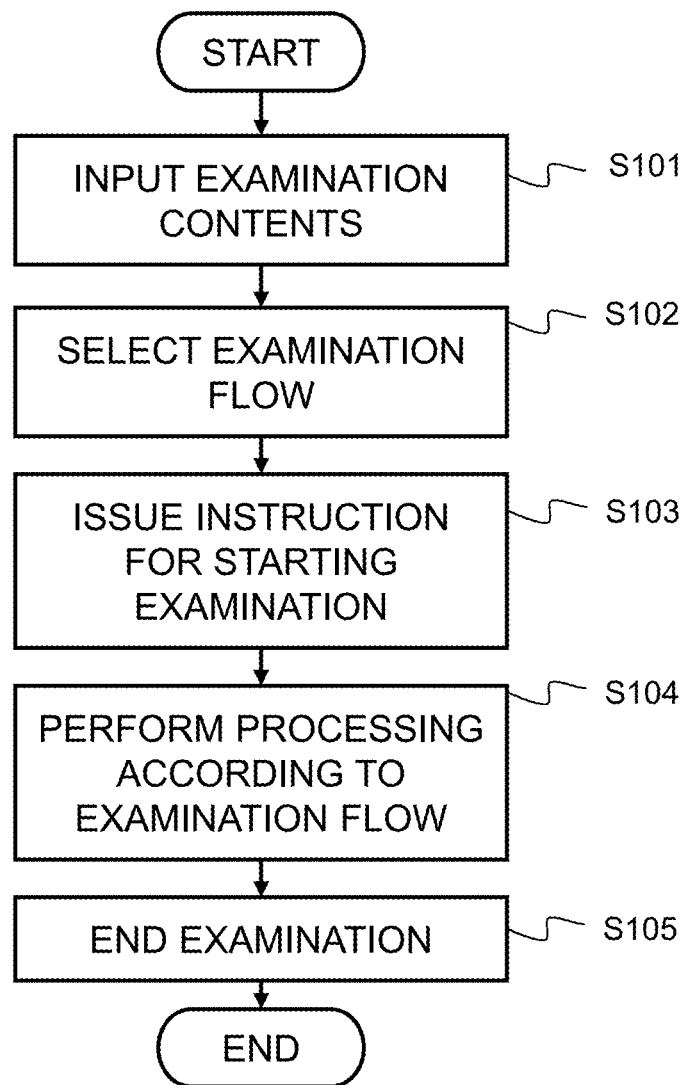 START
INPUT EXAMINATION
CONTENTS
S101
SELECT EXAMINATION
FLOW
S102
ISSUE INSTRUCTION
FOR STARTING
EXAMINATION
S103
PERFORM PROCESSING
ACCORDING TO
EXAMINATION FLOW
S104
END EXAMINATION
S105
END